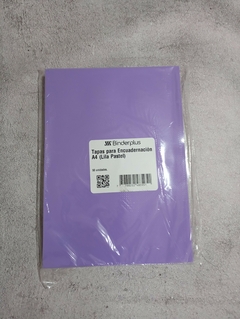 Binderplus
Tapas para Encuadernación
A4 (Lila Pastel)